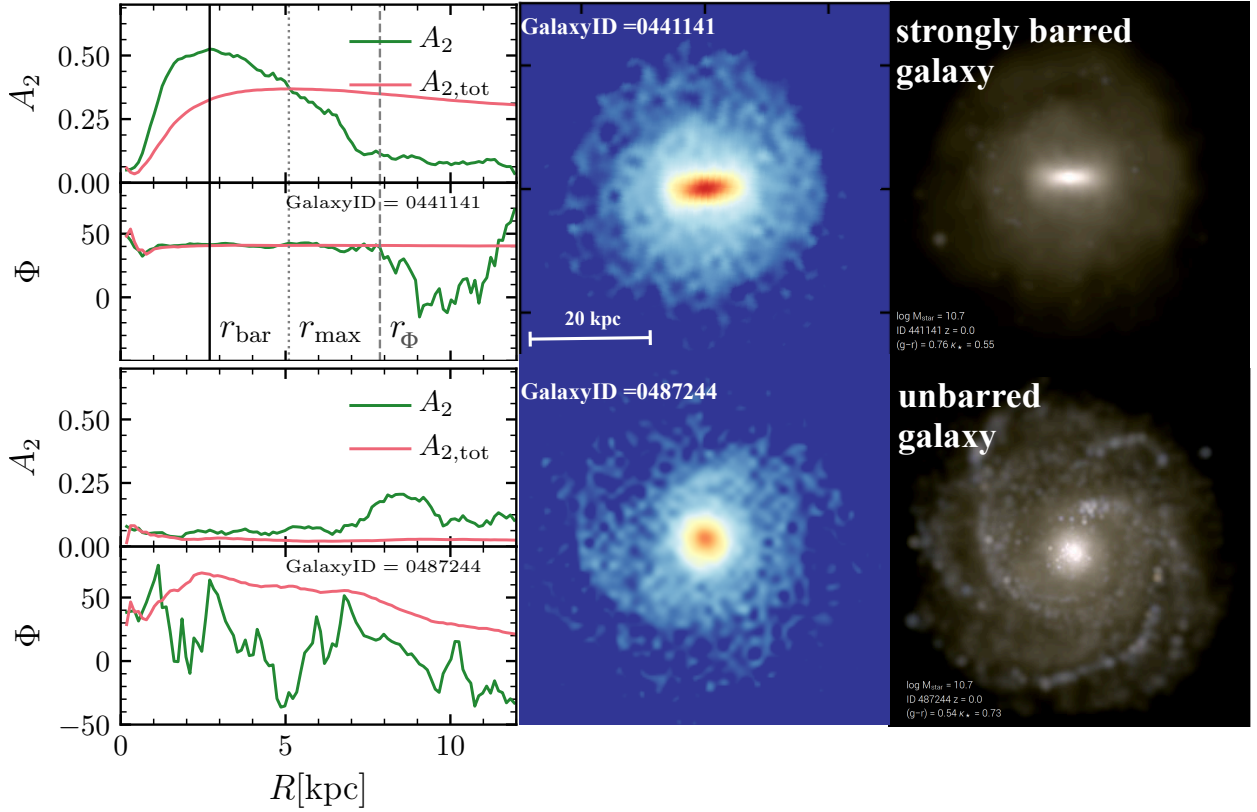 A₂
0.50
0.25
0.00
A₂
A₂,tot
Φ
50
0
GalaxyID = 0441141
r_bar
r_max
r_Φ
A₂
0.50
0.25
0.00
A₂
A₂,tot
Φ
50
0
−50
GalaxyID = 0487244
0
5
10
R[kpc]
GalaxyID =0441141
20 kpc
GalaxyID =0487244
strongly barred
galaxy
log Mstar = 10.7
ID 441141 z = 0.0
(g-r) = 0.76 κ⋆ = 0.55
unbarred
galaxy
log Mstar = 10.7
ID 487244 z = 0.0
(g-r) = 0.54 κ⋆ = 0.73